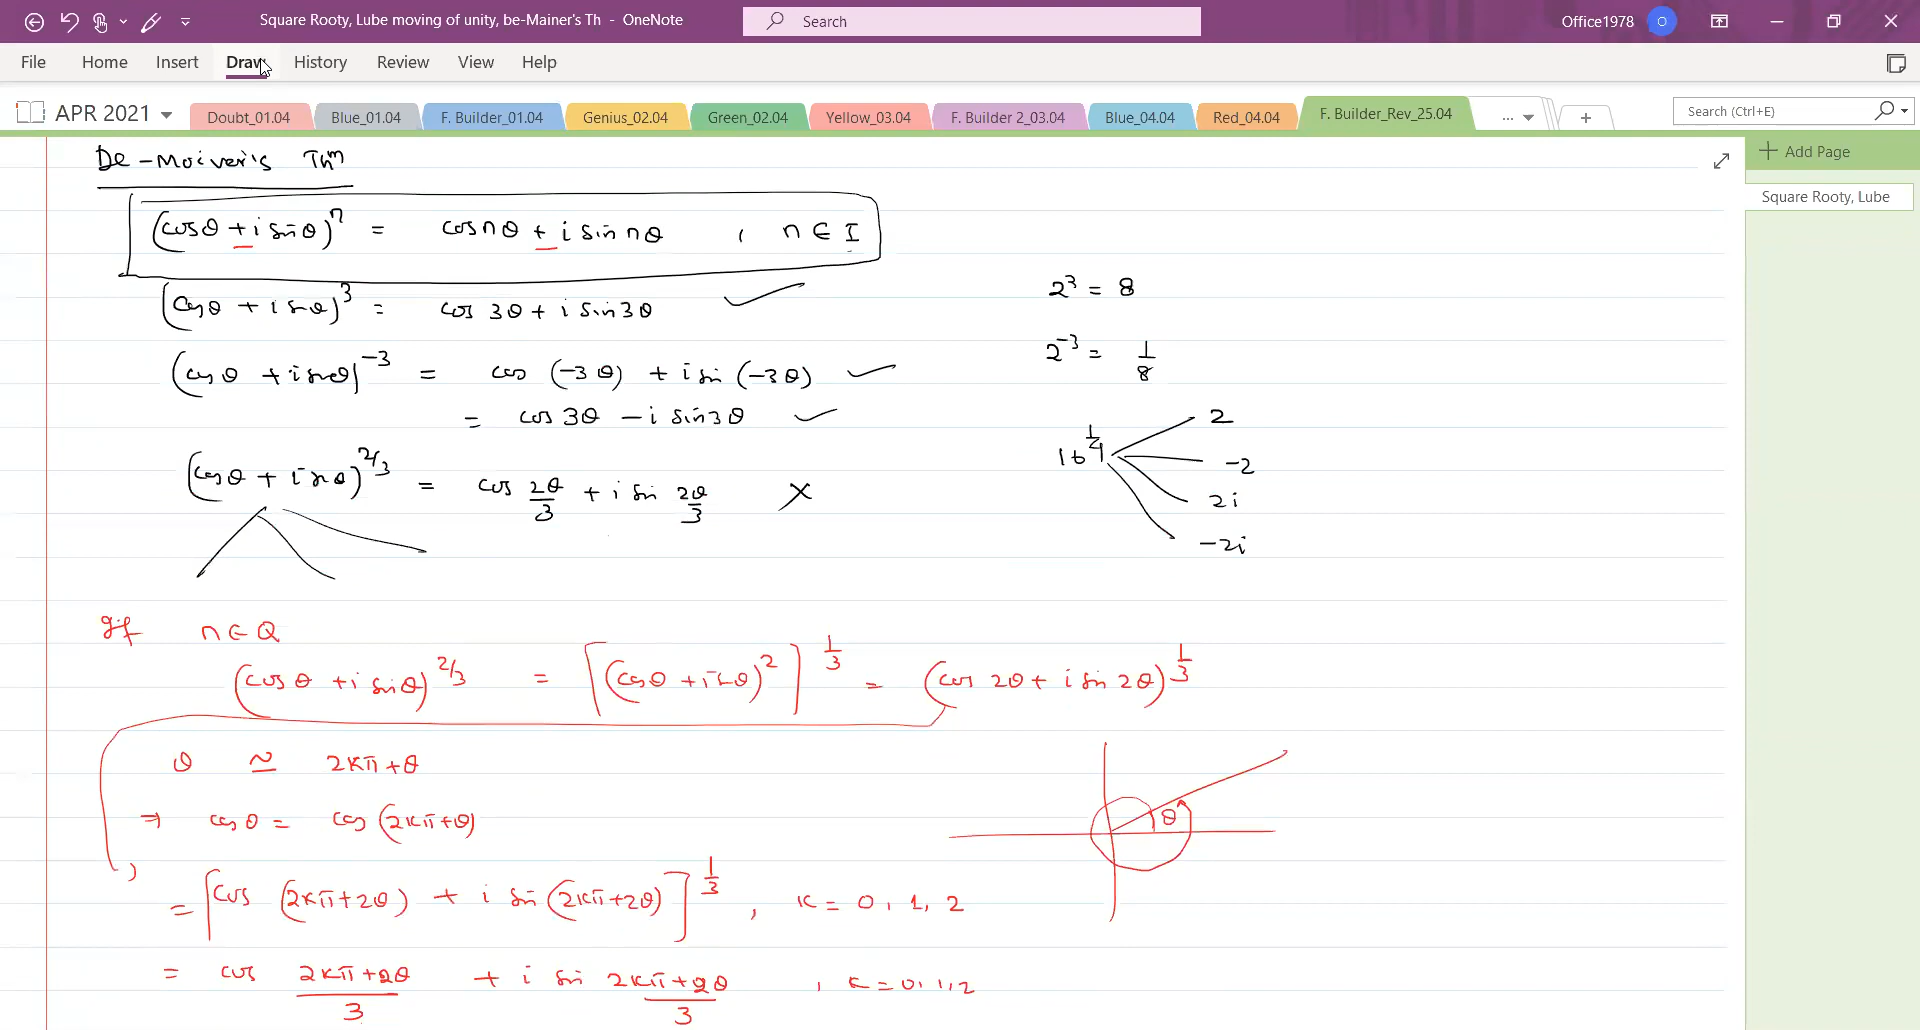 Square Rooty, Lube moving of unity, be-Mainer's Th - OneNote
Search
Office1978
O
File Home Insert Draw History Review View Help
APR 2021
Doubt_01.04 Blue_01.04 F. Builder_01.04 Genius_02.04 Green_02.04 Yellow_03.04 F. Builder 2_03.04 Blue_04.04 Red_04.04 F. Builder_Rev_25.04 ... +
Search (Ctrl+E)
Add Page
Square Rooty, Lube
De-Moiver's Thm
(cosθ + i sinθ)^n = cos nθ + i sin nθ , n ∈ I
(cosθ + i sinθ)^3 = cos 3θ + i sin 3θ ✓
2^3 = 8
(cosθ + i sinθ)^-3 = cos (-3θ) + i sin (-3θ) ✓
2^-3 = 1/8
= cos 3θ - i sin 3θ ✓
(cosθ + i sinθ)^2/3 = cos 2θ/3 + i sin 2θ/3 ✗
16^1/4
2
-2
2i
-2i
If n ∈ Q
(cosθ + i sinθ)^2/3 = [(cosθ + i sinθ)^2]^1/3 = (cos 2θ + i sin 2θ)^1/3
θ ≅ 2kπ + θ
⇒ cosθ = cos (2kπ + θ)
θ
= [cos (2kπ + 2θ) + i sin (2kπ + 2θ)]^1/3 , k = 0, 1, 2
= cos (2kπ + 2θ)/3 + i sin (2kπ + 2θ)/3 , k = 0, 1, 2